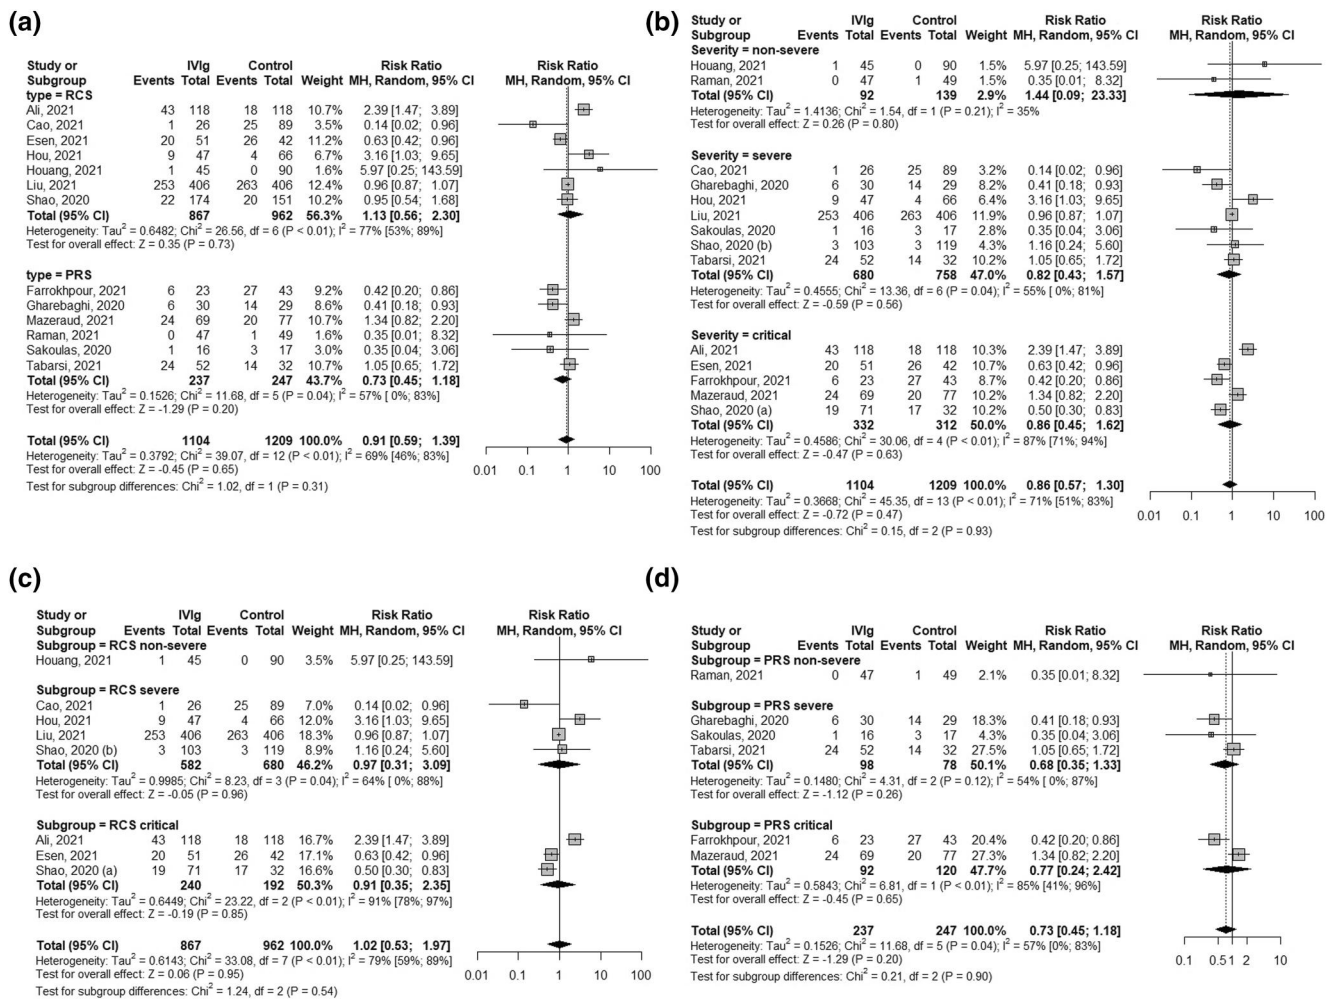 (a)
Study or IVIg Control Risk Ratio Risk Ratio
Subgroup Events Total Events Total Weight MH, Random, 95% CI MH, Random, 95% CI
type = RCS
Ali, 2021 43 118 18 118 10.7% 2.39 [1.47; 3.89]
Cao, 2021 1 26 25 89 3.5% 0.14 [0.02; 0.96]
Esen, 2021 20 51 26 42 11.2% 0.63 [0.42; 0.96]
Hou, 2021 9 47 4 66 6.7% 3.16 [1.03; 9.65]
Houang, 2021 1 45 0 90 1.6% 5.97 [0.25; 143.59]
Liu, 2021 253 406 263 406 12.4% 0.96 [0.87; 1.07]
Shao, 2020 22 174 20 151 10.2% 0.95 [0.54; 1.68]
Total (95% CI) 867 962 56.3% 1.13 [0.56; 2.30]
Heterogeneity: Tau² = 0.6482; Chi² = 26.56, df = 6 (P < 0.01); I² = 77% [53%; 89%]
Test for overall effect: Z = 0.35 (P = 0.73)
type = PRS
Farrokhpour, 2021 6 23 27 43 9.2% 0.42 [0.20; 0.86]
Gharebaghi, 2020 6 30 14 29 8.6% 0.41 [0.18; 0.93]
Mazeraud, 2021 24 69 20 77 10.7% 1.34 [0.82; 2.20]
Raman, 2021 0 47 1 49 1.6% 0.35 [0.01; 8.32]
Sakoulas, 2020 1 16 3 17 3.0% 0.35 [0.04; 3.06]
Tabarsi, 2021 24 52 14 32 10.7% 1.05 [0.65; 1.72]
Total (95% CI) 237 247 43.7% 0.73 [0.45; 1.18]
Heterogeneity: Tau² = 0.1526; Chi² = 11.68, df = 5 (P = 0.04); I² = 57% [ 0%; 83%]
Test for overall effect: Z = -1.29 (P = 0.20)
Total (95% CI) 1104 1209 100.0% 0.91 [0.59; 1.39]
Heterogeneity: Tau² = 0.3792; Chi² = 39.07, df = 12 (P < 0.01); I² = 69% [46%; 83%]
Test for overall effect: Z = -0.45 (P = 0.65)
Test for subgroup differences: Chi² = 1.02, df = 1 (P = 0.31)
0.01 0.1 1 10 100
(b)
Study or IVIg Control Risk Ratio Risk Ratio
Subgroup Events Total Events Total Weight MH, Random, 95% CI MH, Random, 95% CI
Severity = non-severe
Houang, 2021 1 45 0 90 1.5% 5.97 [0.25; 143.59]
Raman, 2021 0 47 1 49 1.5% 0.35 [0.01; 8.32]
Total (95% CI) 92 139 2.9% 1.44 [0.09; 23.33]
Heterogeneity: Tau² = 1.4136; Chi² = 1.54, df = 1 (P = 0.21); I² = 35%
Test for overall effect: Z = 0.26 (P = 0.80)
Severity = severe
Cao, 2021 1 26 25 89 3.2% 0.14 [0.02; 0.96]
Gharebaghi, 2020 6 30 14 29 8.2% 0.41 [0.18; 0.93]
Hou, 2021 9 47 4 66 6.2% 3.16 [1.03; 9.65]
Liu, 2021 253 406 263 406 11.9% 0.96 [0.87; 1.07]
Sakoulas, 2020 1 16 3 17 2.8% 0.35 [0.04; 3.06]
Shao, 2020 (b) 3 103 3 119 4.3% 1.16 [0.24; 5.60]
Tabarsi, 2021 24 52 14 32 10.2% 1.05 [0.65; 1.72]
Total (95% CI) 680 758 47.0% 0.82 [0.43; 1.57]
Heterogeneity: Tau² = 0.4555; Chi² = 13.36, df = 6 (P = 0.04); I² = 55% [ 0%; 81%]
Test for overall effect: Z = -0.59 (P = 0.56)
Severity = critical
Ali, 2021 43 118 18 118 10.3% 2.39 [1.47; 3.89]
Esen, 2021 20 51 26 42 10.7% 0.63 [0.42; 0.96]
Farrokhpour, 2021 6 23 27 43 8.7% 0.42 [0.20; 0.86]
Mazeraud, 2021 24 69 20 77 10.2% 1.34 [0.82; 2.20]
Shao, 2020 (a) 19 71 17 32 10.2% 0.50 [0.30; 0.83]
Total (95% CI) 332 312 50.0% 0.86 [0.45; 1.62]
Heterogeneity: Tau² = 0.4586; Chi² = 30.06, df = 4 (P < 0.01); I² = 87% [71%; 94%]
Test for overall effect: Z = -0.47 (P = 0.63)
Total (95% CI) 1104 1209 100.0% 0.86 [0.57; 1.30]
Heterogeneity: Tau² = 0.3668; Chi² = 45.35, df = 13 (P < 0.01); I² = 71% [51%; 83%]
Test for overall effect: Z = -0.72 (P = 0.47)
Test for subgroup differences: Chi² = 0.15, df = 2 (P = 0.93)
0.01 0.1 1 10 100
(c)
Study or IVIg Control Risk Ratio Risk Ratio
Subgroup Events Total Events Total Weight MH, Random, 95% CI MH, Random, 95% CI
Subgroup = RCS non-severe
Houang, 2021 1 45 0 90 3.5% 5.97 [0.25; 143.59]
Subgroup = RCS severe
Cao, 2021 1 26 25 89 7.0% 0.14 [0.02; 0.96]
Hou, 2021 9 47 4 66 12.0% 3.16 [1.03; 9.65]
Liu, 2021 253 406 263 406 18.3% 0.96 [0.87; 1.07]
Shao, 2020 (b) 3 103 3 119 8.9% 1.16 [0.24; 5.60]
Total (95% CI) 582 680 46.2% 0.97 [0.31; 3.09]
Heterogeneity: Tau² = 0.9985; Chi² = 8.23, df = 3 (P = 0.04); I² = 64% [ 0%; 88%]
Test for overall effect: Z = -0.05 (P = 0.96)
Subgroup = RCS critical
Ali, 2021 43 118 18 118 16.7% 2.39 [1.47; 3.89]
Esen, 2021 20 51 26 42 17.1% 0.63 [0.42; 0.96]
Shao, 2020 (a) 19 71 17 32 16.6% 0.50 [0.30; 0.83]
Total (95% CI) 240 192 50.3% 0.91 [0.35; 2.35]
Heterogeneity: Tau² = 0.6449; Chi² = 23.22, df = 2 (P < 0.01); I² = 91% [78%; 97%]
Test for overall effect: Z = -0.19 (P = 0.85)
Total (95% CI) 867 962 100.0% 1.02 [0.53; 1.97]
Heterogeneity: Tau² = 0.6143; Chi² = 33.08, df = 7 (P < 0.01); I² = 79% [59%; 89%]
Test for overall effect: Z = 0.06 (P = 0.95)
Test for subgroup differences: Chi² = 1.24, df = 2 (P = 0.54)
0.01 0.1 1 10 100
(d)
Study or IVIg Control Risk Ratio Risk Ratio
Subgroup Events Total Events Total Weight MH, Random, 95% CI MH, Random, 95% CI
Subgroup = PRS non-severe
Raman, 2021 0 47 1 49 2.1% 0.35 [0.01; 8.32]
Subgroup = PRS severe
Gharebaghi, 2020 6 30 14 29 18.3% 0.41 [0.18; 0.93]
Sakoulas, 2020 1 16 3 17 4.3% 0.35 [0.04; 3.06]
Tabarsi, 2021 24 52 14 32 27.5% 1.05 [0.65; 1.72]
Total (95% CI) 98 78 50.1% 0.68 [0.35; 1.33]
Heterogeneity: Tau² = 0.1480; Chi² = 4.31, df = 2 (P = 0.12); I² = 54% [ 0%; 87%]
Test for overall effect: Z = -1.12 (P = 0.26)
Subgroup = PRS critical
Farrokhpour, 2021 6 23 27 43 20.4% 0.42 [0.20; 0.86]
Mazeraud, 2021 24 69 20 77 27.3% 1.34 [0.82; 2.20]
Total (95% CI) 92 120 47.7% 0.77 [0.24; 2.42]
Heterogeneity: Tau² = 0.5843; Chi² = 6.81, df = 1 (P < 0.01); I² = 85% [41%; 96%]
Test for overall effect: Z = -0.45 (P = 0.65)
Total (95% CI) 237 247 100.0% 0.73 [0.45; 1.18]
Heterogeneity: Tau² = 0.1526; Chi² = 11.68, df = 5 (P = 0.04); I² = 57% [0%; 83%]
Test for overall effect: Z = -1.29 (P = 0.20)
Test for subgroup differences: Chi² = 0.21, df = 2 (P = 0.90)
0.1 0.5 1 2 10